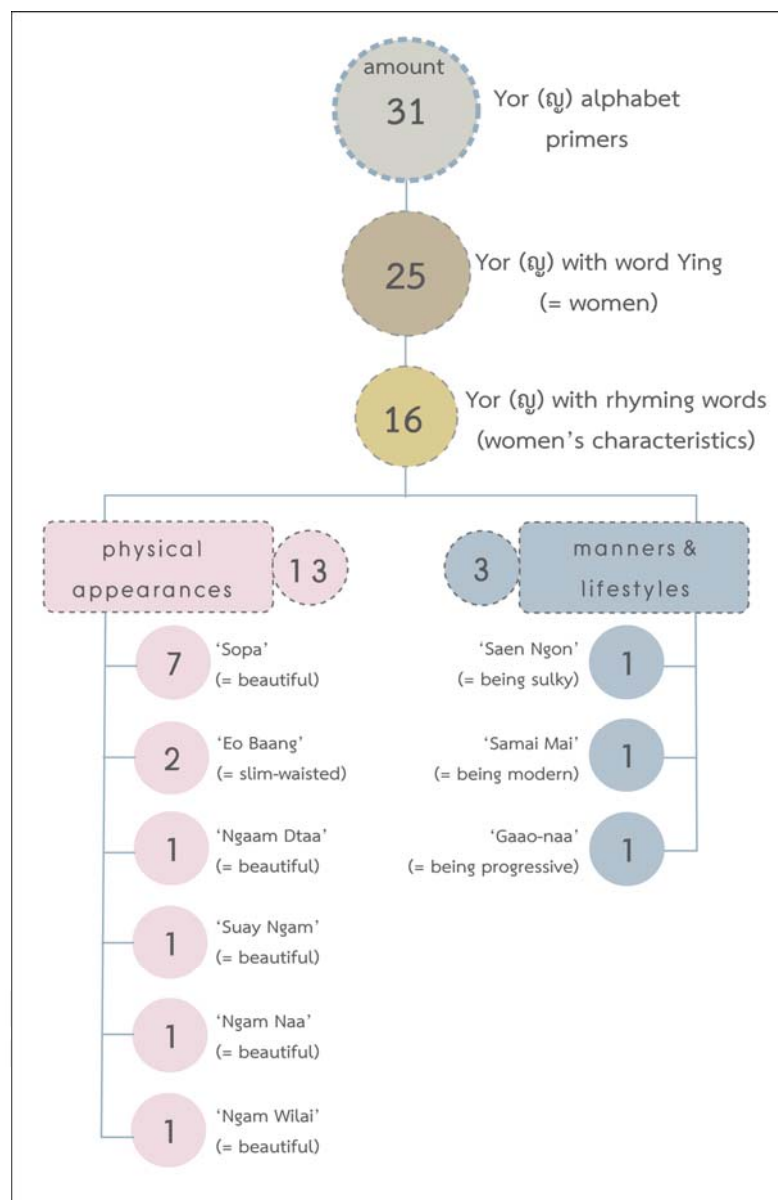 amount
31
Yor (ญ) alphabet
primers
25
Yor (ญ) with word Ying
(= women)
16
Yor (ญ) with rhyming words
(women's characteristics)
physical
appearances
13
3
manners &
lifestyles
7
'Sopa'
(= beautiful)
2
'Eo Baang'
(= slim-waisted)
1
'Ngaam Dtaa'
(= beautiful)
1
'Suay Ngam'
(= beautiful)
1
'Ngam Naa'
(= beautiful)
1
'Ngam Wilai'
(= beautiful)
'Saen Ngon'
(= being sulky)
1
'Samai Mai'
(= being modern)
1
'Gaao-naa'
(= being progressive)
1